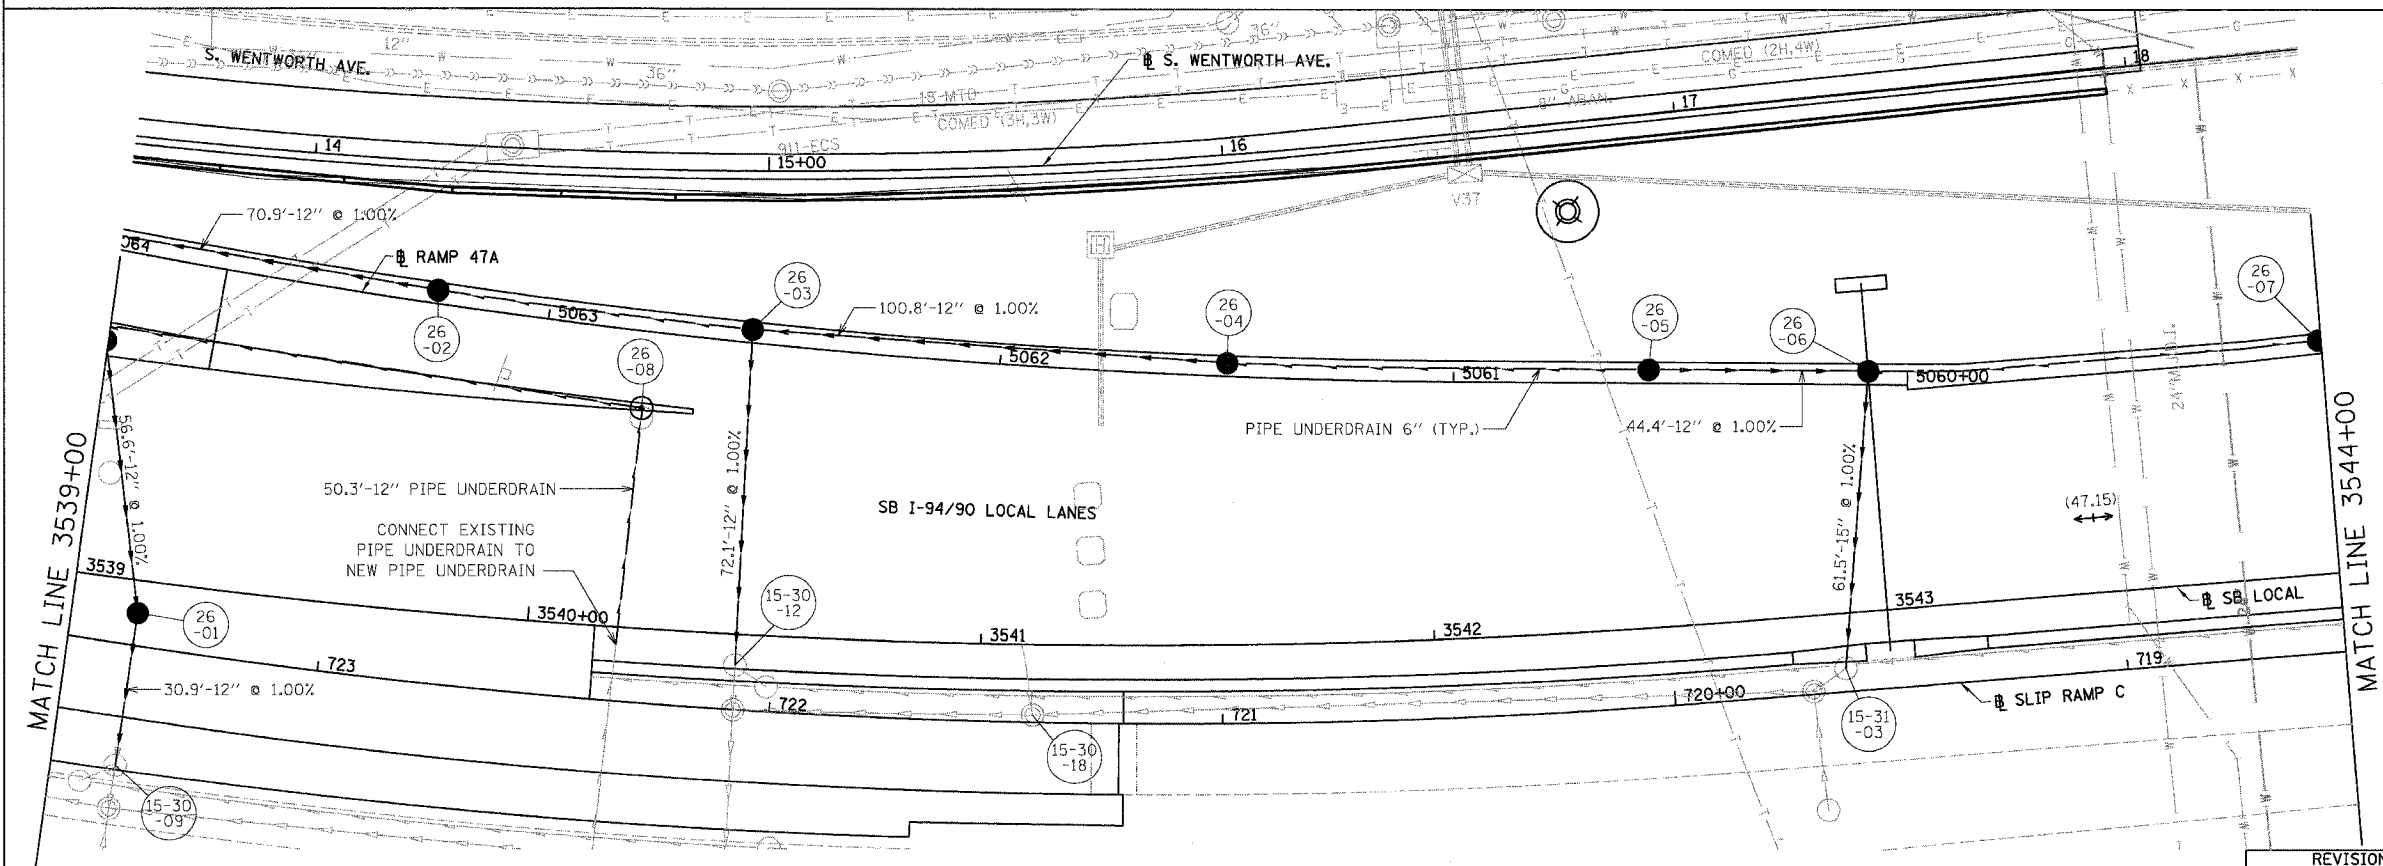 S. WENTWORTH AVE.
12"
36"
36"
℄ S. WENTWORTH AVE.
COMED (2H,4W)
18
17
8" ABAN.
15-MTD
COMED (3H,3W)
911-ECS
14
15+00
16
V37
70.9'-12" @ 1.00%
℄ RAMP 47A
26
-02
5063
26
-03
100.8'-12" @ 1.00%
26
-04
5062
5061
26
-05
26
-06
5060+00
26
-07
24"
26
-08
PIPE UNDERDRAIN 6" (TYP.)
44.4'-12" @ 1.00%
MATCH LINE 3539+00
56.6'-12" @ 1.00%
50.3'-12" PIPE UNDERDRAIN
CONNECT EXISTING
PIPE UNDERDRAIN TO
NEW PIPE UNDERDRAIN
72.1'-12" @ 1.00%
SB I-94/90 LOCAL LANES
61.5'-15" @ 1.00%
(47.15)
MATCH LINE 3544+00
3539
26
-01
3540+00
15-30
-12
3541
3542
3543
℄ SB LOCAL
723
30.9'-12" @ 1.00%
722
721
720+00
719
℄ SLIP RAMP C
15-30
-09
15-30
-18
15-31
-03
REVISION